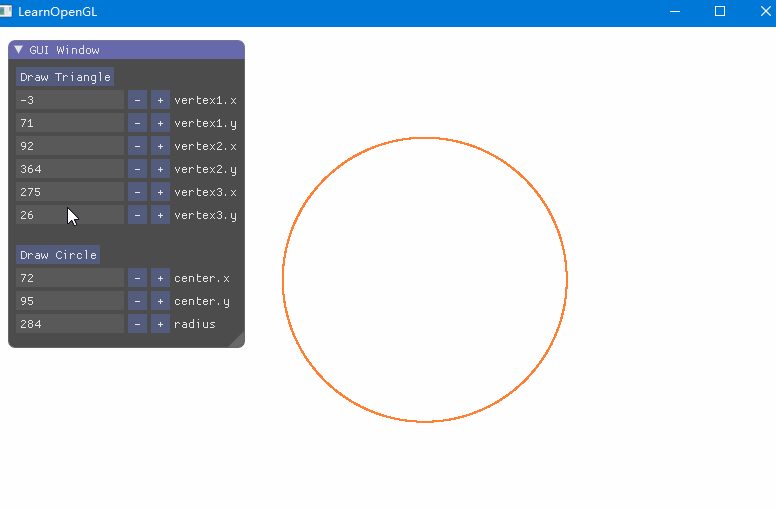 LearnOpenGL
GUI Window
Draw Triangle
-3 - + vertex1.x
71 - + vertex1.y
92 - + vertex2.x
364 - + vertex2.y
275 - + vertex3.x
26 - + vertex3.y
Draw Circle
72 - + center.x
95 - + center.y
284 - + radius